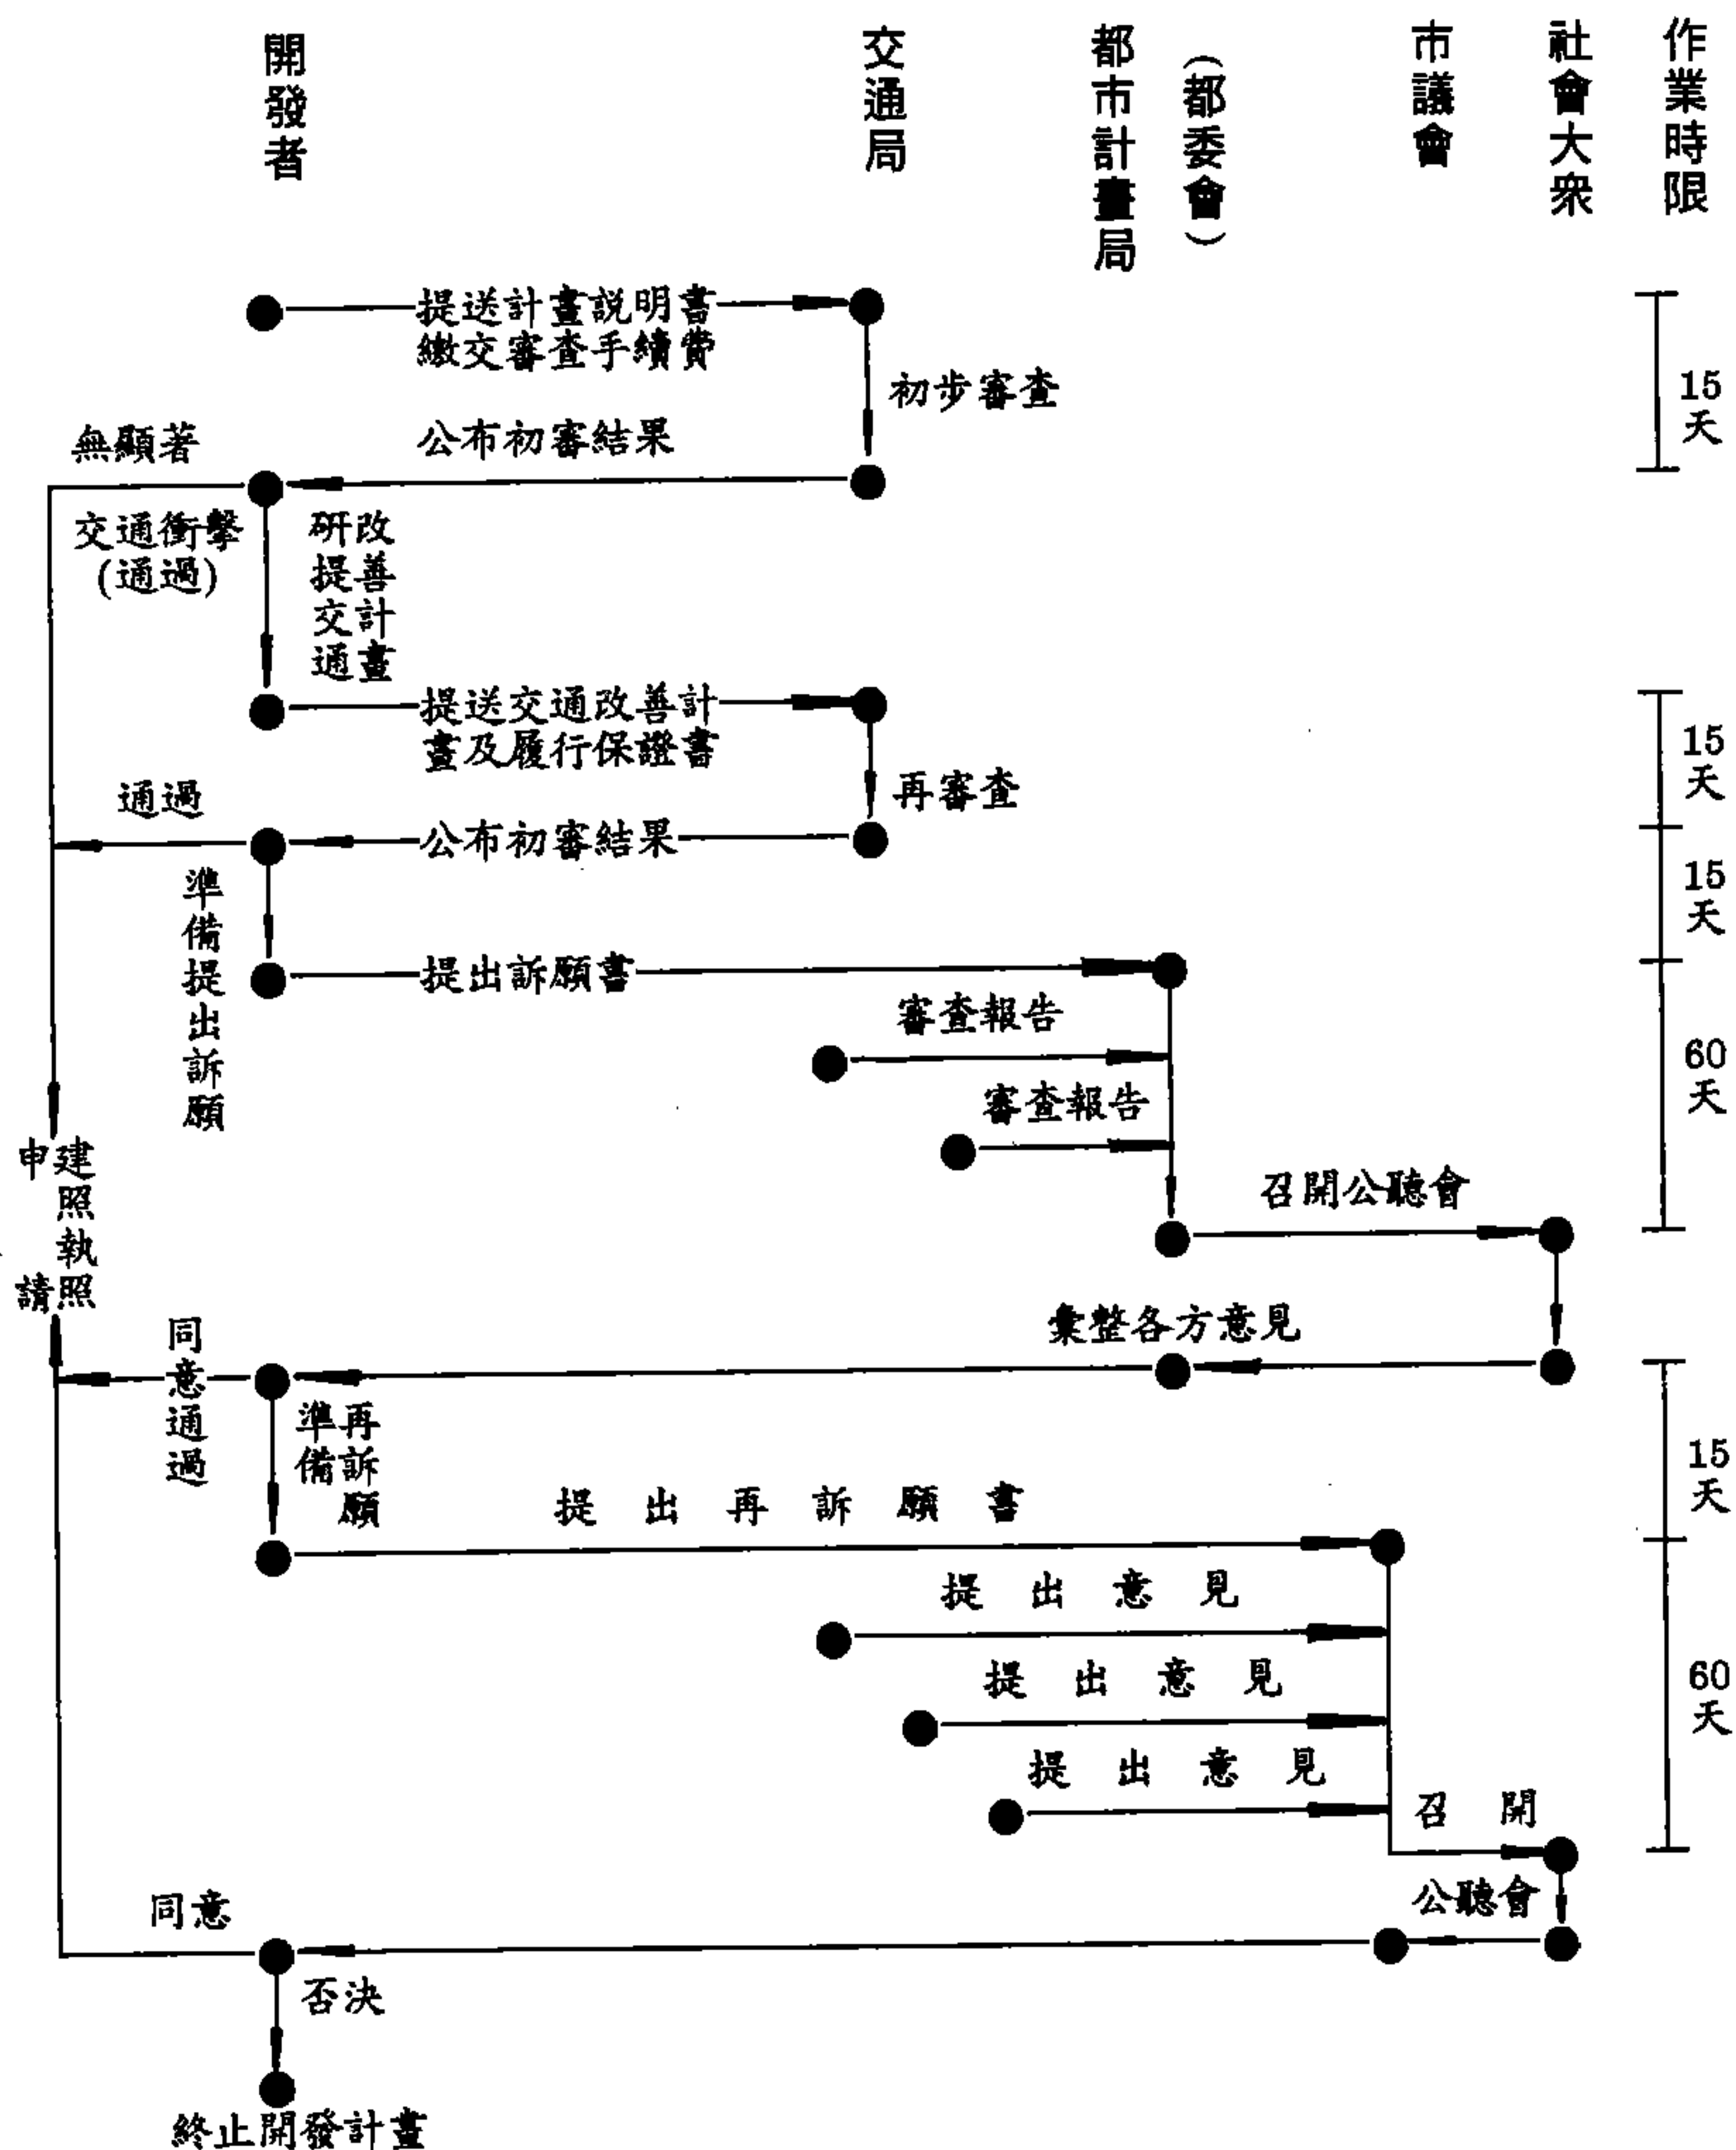 開發者
交通局
都市計畫局
(都委會)
市議會
社會大眾
作業時限
提送計畫說明書
繳交審查手續費
初步審查
15天
無顯著
公布初審結果
交通衝擊
(通過)
研提交通
改善計畫
提送交通改善計
畫及履行保證書
再審查
15天
通過
公布初審結果
準備提出訴願
15天
提出訴願書
審查報告
60天
審查報告
申請
建照執照
召開公聽會
彙整各方意見
同意通過
準備
再訴願
15天
提出再訴願書
提出意見
提出意見
60天
提出意見
召開
公聽會
同意
否決
終止開發計畫